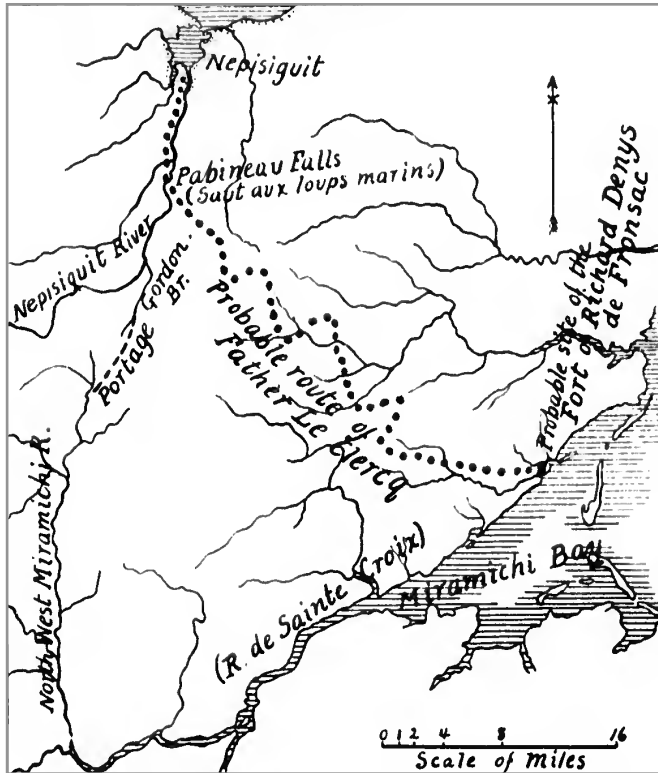 Nepisiguit
Pabineau Falls
(Saut aux loups marins)
Nepisiguit River
Gordon.
Br.
Portage
Probable route of
Father Le Clercq
Probable site of the
Fort of Richard Denys
de Fronsac
North West Miramichi R.
(R. de Sainte Croix)
Miramichi Bay
0 1 2 4 8 16
Scale of Miles